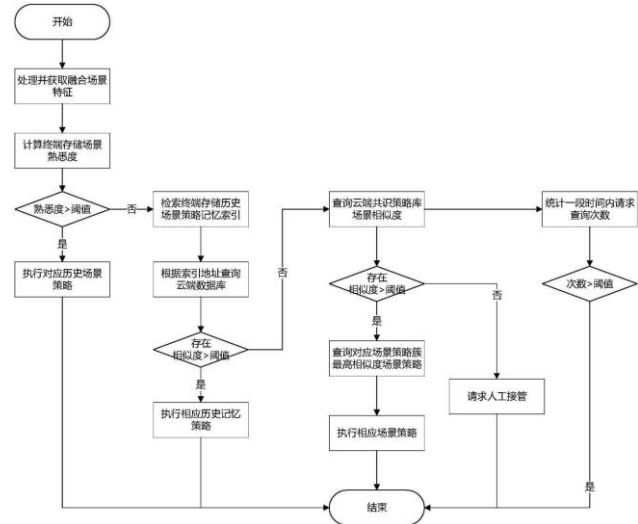 开始
处理并获取融合场景
特征
计算终端存储场景
熟悉度
熟悉度>阈值
否
是
执行对应历史场景
策略
检索终端存储历史
场景策略记忆索引
根据索引地址查询
云端数据库
存在
相似度>阈值
否
是
执行相应历史记忆
策略
查询云端共识策略库
场景相似度
存在
相似度>阈值
否
是
查询对应场景策略簇
最高相似度场景策略
执行相应场景策略
请求人工接管
统计一段时间内请求
查询次数
次数>阈值
是
结束